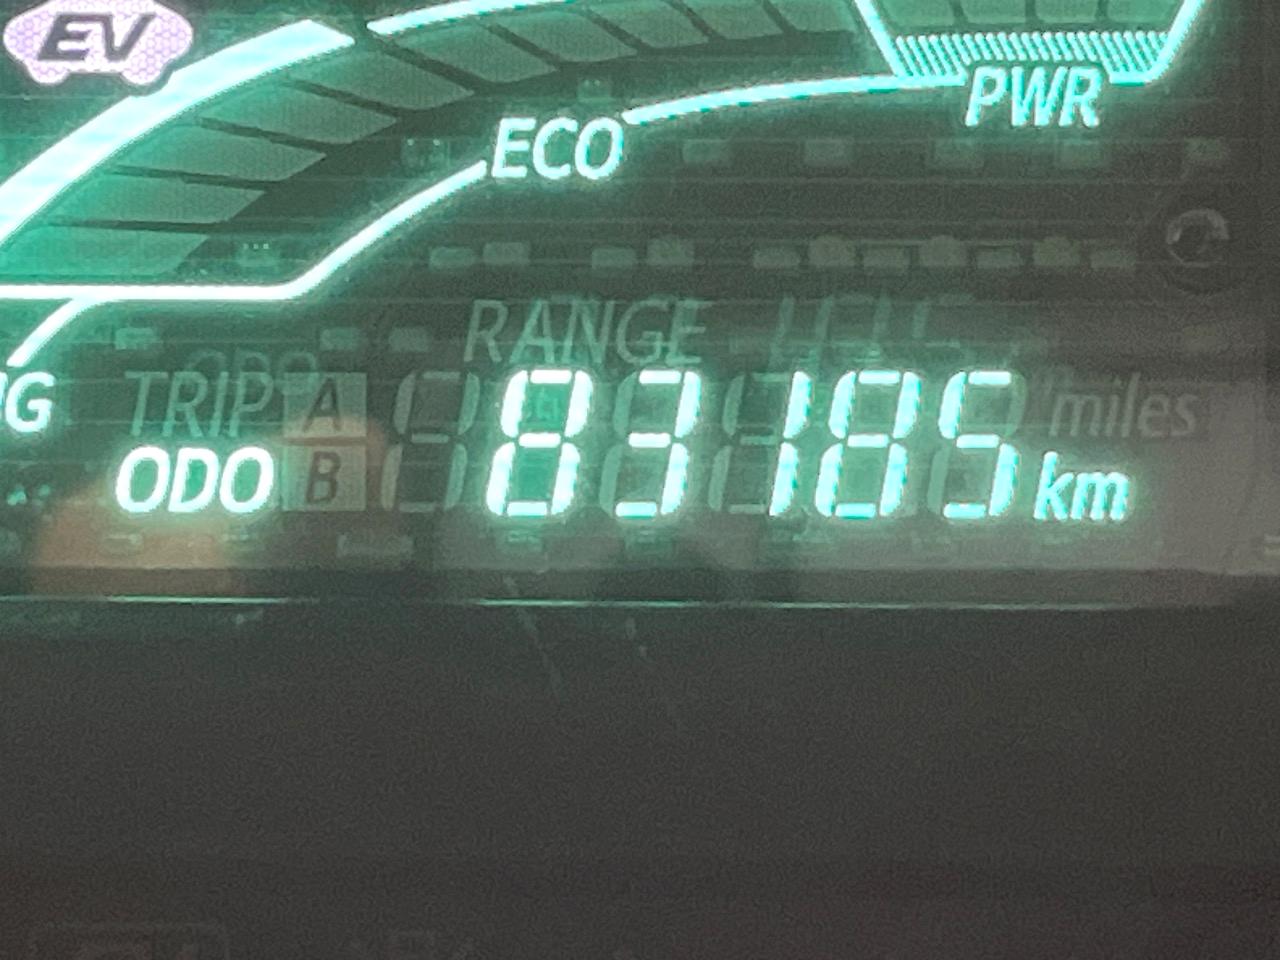 EV
PWR
ECO
RANGE
TRIP A miles
ODO B 83185 km